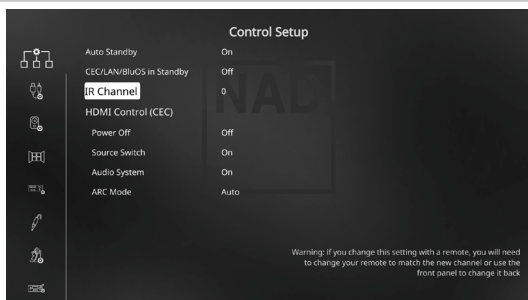 Control Setup
Auto Standby On
CEC/LAN/BluOS in Standby Off
IR Channel 0
HDMI Control (CEC)
Power Off Off
Source Switch On
Audio System On
ARC Mode Auto
NAD
Warning: if you change this setting with a remote, you will need
to change your remote to match the new channel or use the
front panel to change it back